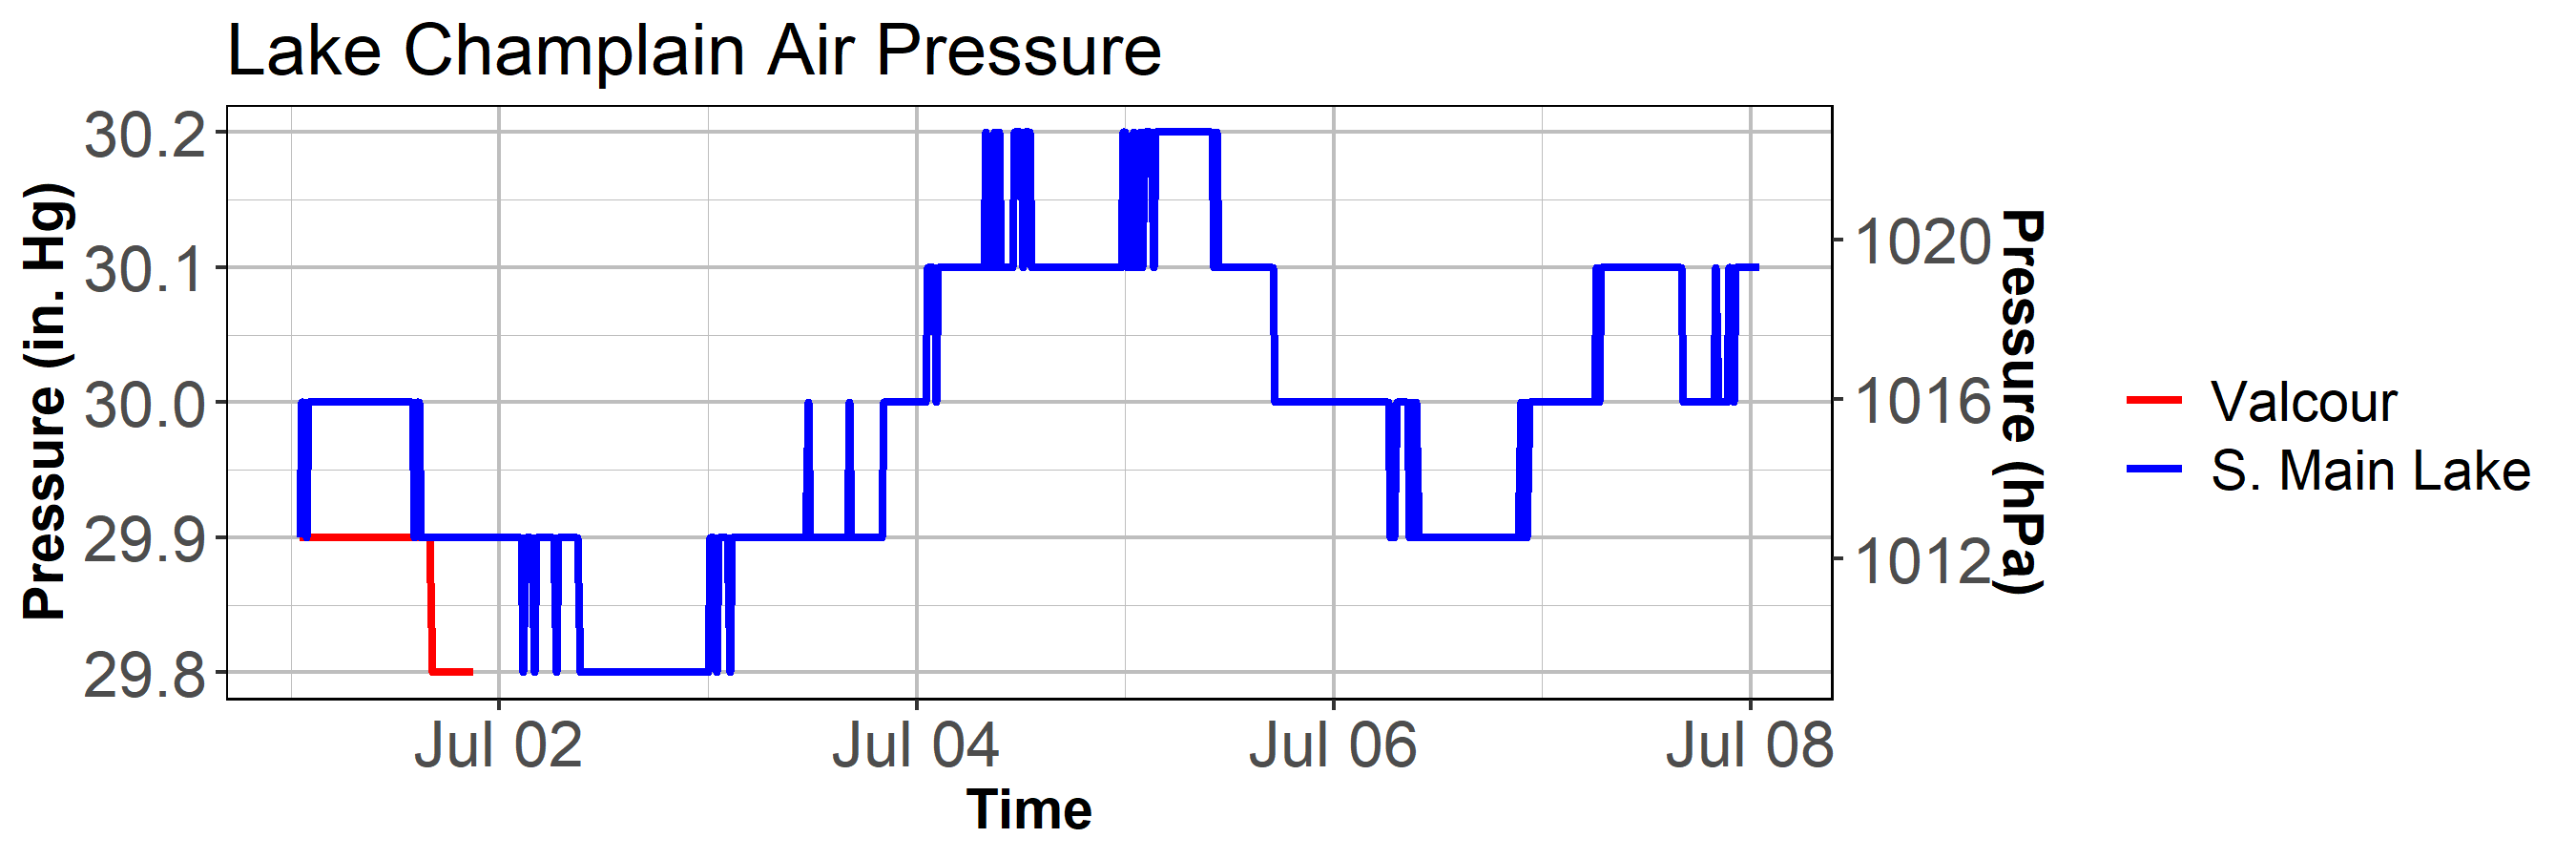 Lake Champlain Air Pressure
Pressure (in. Hg)
30.2
30.1
30.0
29.9
29.8
1020
1016
1012
Pressure (hPa)
Valcour
S. Main Lake
Jul 02
Jul 04
Jul 06
Jul 08
Time